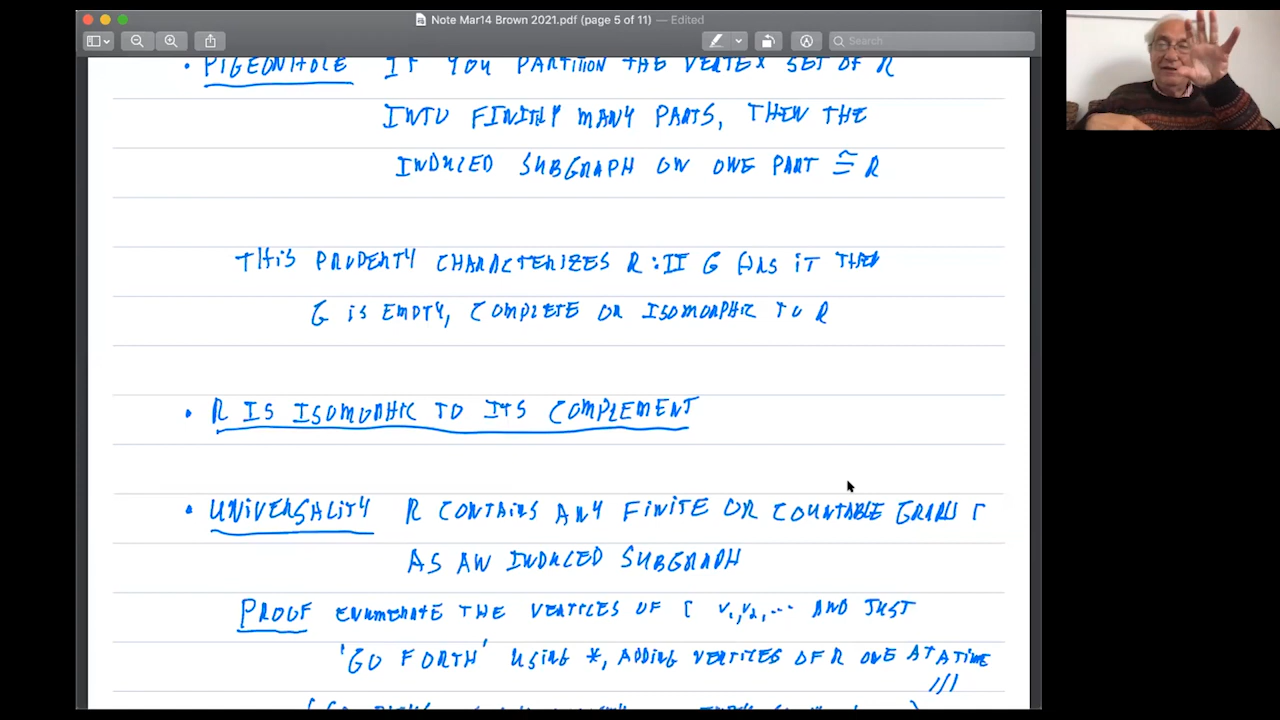 Note Mar14 Brown 2021.pdf (page 5 of 11) — Edited
Search
• PIGEONHOLE IF YOU PARTITION THE VERTEX SET OF R
INTO FINITELY MANY PARTS, THEN THE
INDUCED SUBGRAPH ON ONE PART ≅ R
THIS PROPERTY CHARACTERIZES R: IF G HAS IT THEN
G IS EMPTY, COMPLETE OR ISOMORPHIC TO R
• R IS ISOMORPHIC TO ITS COMPLEMENT
• UNIVERSALITY R CONTAINS ANY FINITE OR COUNTABLE GRAPH Γ
AS AN INDUCED SUBGRAPH
PROOF ENUMERATE THE VERTICES OF Γ v1, v2, ... AND JUST
'GO FORTH' USING *, ADDING VERTICES OF R ONE AT A TIME
///